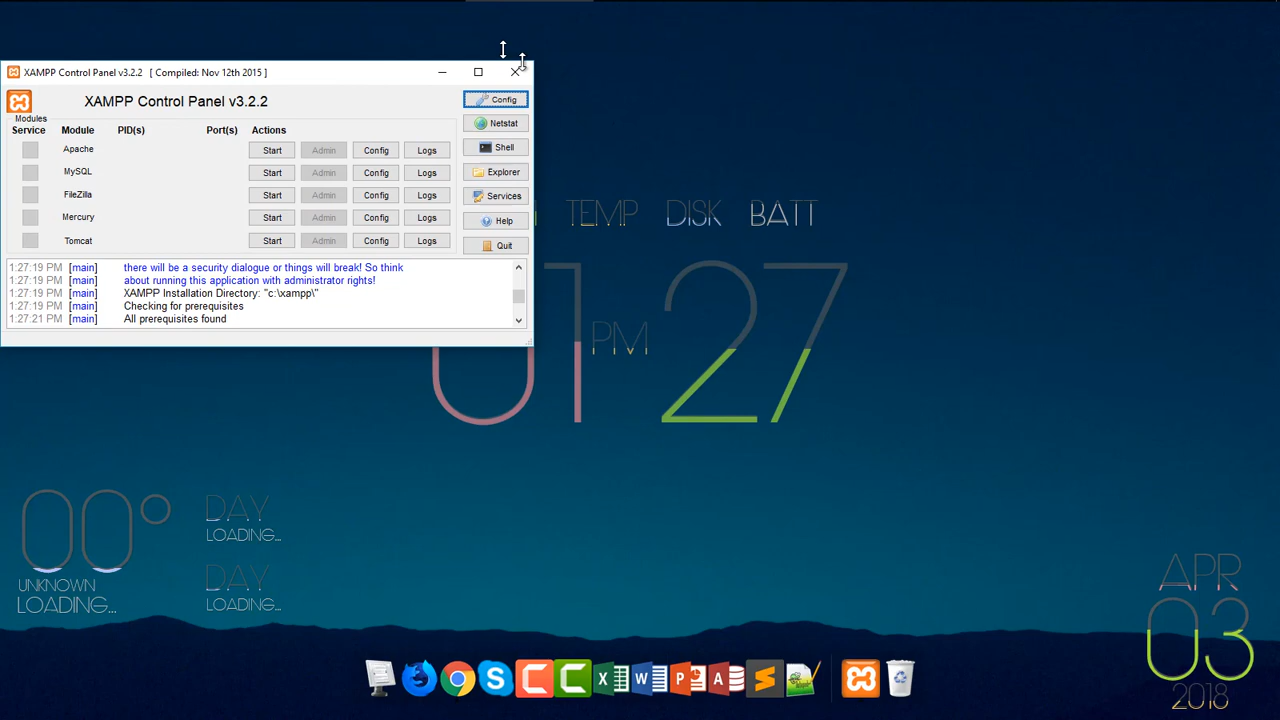 XAMPP Control Panel v3.2.2 [ Compiled: Nov 12th 2015 ]
XAMPP Control Panel v3.2.2
Config
Modules
Service Module PID(s) Port(s) Actions
Netstat
Apache Start Admin Config Logs
Shell
MySQL Start Admin Config Logs
Explorer
FileZilla Start Admin Config Logs
Services
Mercury Start Admin Config Logs
Help
Tomcat Start Admin Config Logs
Quit
1:27:19 PM [main] there will be a security dialogue or things will break! So think
1:27:19 PM [main] about running this application with administrator rights!
1:27:19 PM [main] XAMPP Installation Directory: "c:\xampp\"
1:27:19 PM [main] Checking for prerequisites
1:27:21 PM [main] All prerequisites found
TEMP DISK BATT
01 PM 27
00°
UNKNOWN
LOADING...
DAY
LOADING...
DAY
LOADING...
APR
03
2018